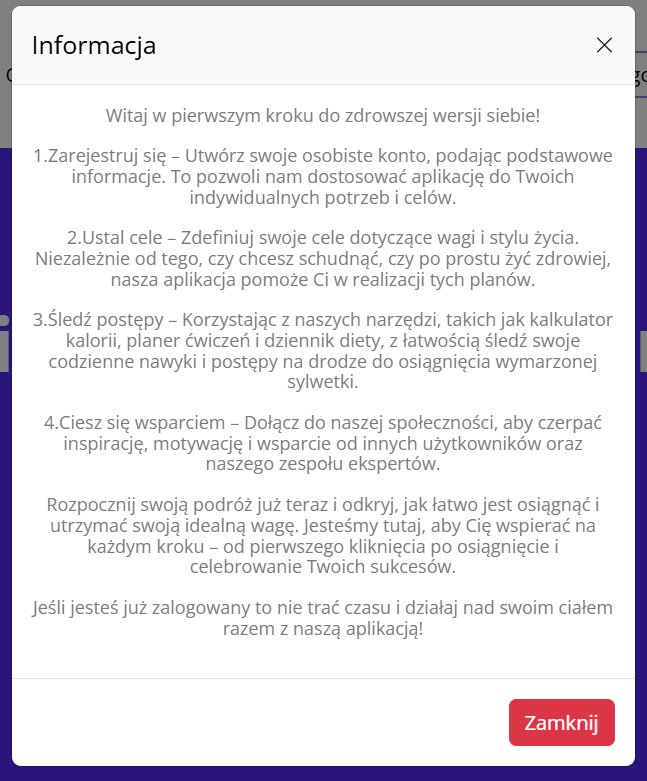 Informacja
Witaj w pierwszym kroku do zdrowszej wersji siebie!
1.Zarejestruj się – Utwórz swoje osobiste konto, podając podstawowe
informacje. To pozwoli nam dostosować aplikację do Twoich
indywidualnych potrzeb i celów.
2.Ustal cele – Zdefiniuj swoje cele dotyczące wagi i stylu życia.
Niezależnie od tego, czy chcesz schudnąć, czy po prostu żyć zdrowiej,
nasza aplikacja pomoże Ci w realizacji tych planów.
3.Śledź postępy – Korzystając z naszych narzędzi, takich jak kalkulator
kalorii, planer ćwiczeń i dziennik diety, z łatwością śledź swoje
codzienne nawyki i postępy na drodze do osiągnięcia wymarzonej
sylwetki.
4.Ciesz się wsparciem – Dołącz do naszej społeczności, aby czerpać
inspirację, motywację i wsparcie od innych użytkowników oraz
naszego zespołu ekspertów.
Rozpocznij swoją podróż już teraz i odkryj, jak łatwo jest osiągnąć i
utrzymać swoją idealną wagę. Jesteśmy tutaj, aby Cię wspierać na
każdym kroku – od pierwszego kliknięcia po osiągnięcie i
celebrowanie Twoich sukcesów.
Jeśli jesteś już zalogowany to nie trać czasu i działaj nad swoim ciałem
razem z naszą aplikacją!
Zamknij